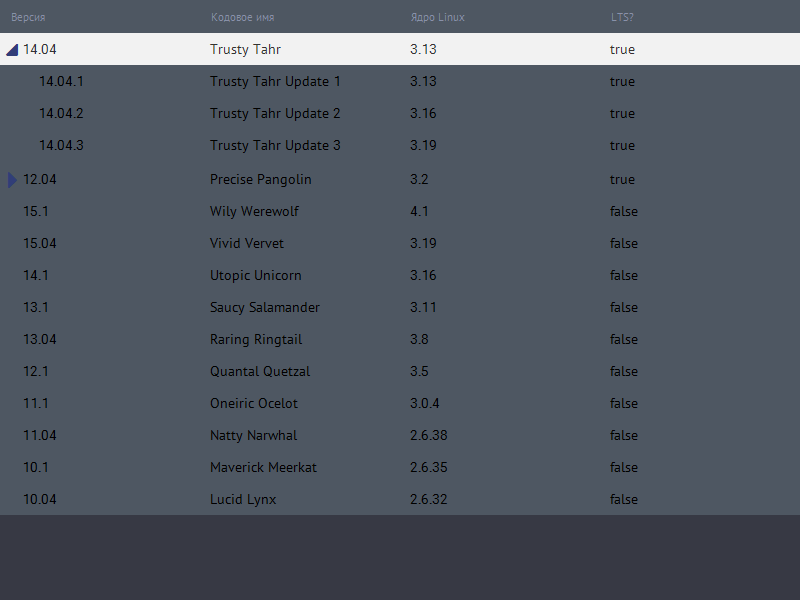 Версия Кодовое имя Ядро Linux LTS?
14.04 Trusty Tahr 3.13 true
14.04.1 Trusty Tahr Update 1 3.13 true
14.04.2 Trusty Tahr Update 2 3.16 true
14.04.3 Trusty Tahr Update 3 3.19 true
12.04 Precise Pangolin 3.2 true
15.1 Wily Werewolf 4.1 false
15.04 Vivid Vervet 3.19 false
14.1 Utopic Unicorn 3.16 false
13.1 Saucy Salamander 3.11 false
13.04 Raring Ringtail 3.8 false
12.1 Quantal Quetzal 3.5 false
11.1 Oneiric Ocelot 3.0.4 false
11.04 Natty Narwhal 2.6.38 false
10.1 Maverick Meerkat 2.6.35 false
10.04 Lucid Lynx 2.6.32 false